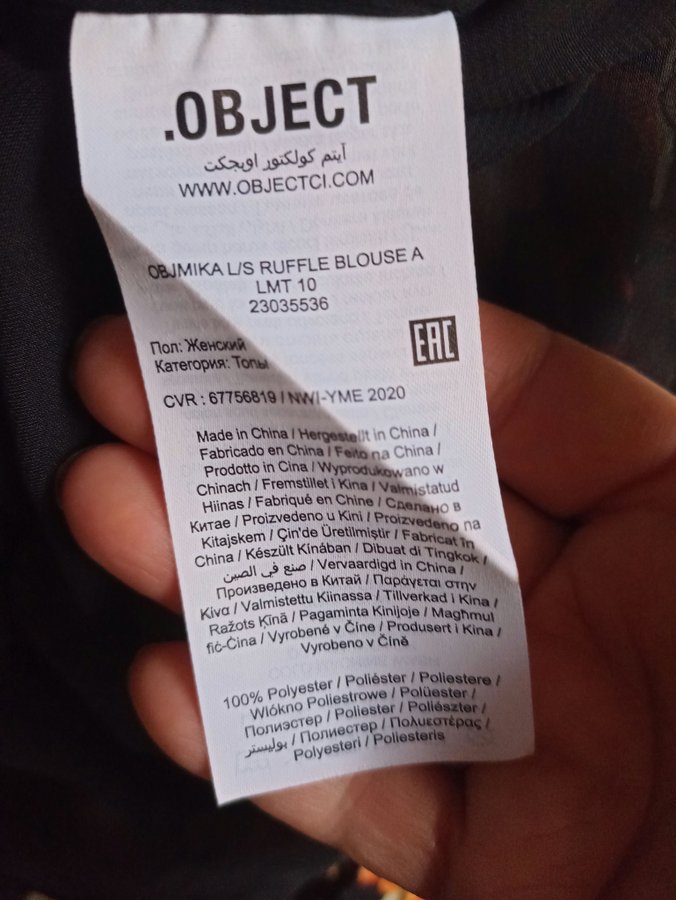 .OBJECT
آیتم کولکتور اوبجکت
WWW.OBJECTCI.COM
OBJMIKA L/S RUFFLE BLOUSE A
LMT 10
23035536
EAC
Пол: Женский
Категория: Топы
CVR : 67756819 / NWI-YME 2020
Made in China / Hergestellt in China /
Fabricado en China / Feito na China /
Prodotto in Cina / Wyprodukowano w
Chinach / Fremstillet i Kina / Valmistatud
Hiinas / Fabriqué en Chine / Сделано в
Китае / Proizvedeno u Kini / Proizvedeno na
Kitajskem / Çin'de Üretilmiştir / Fabricat în
China / Készült Kínában / Dibuat di Tingkok /
صنع في الصين / Vervaardigd in China /
Произведено в Китай / Παράγεται στην
Κίνα / Valmistettu Kiinassa / Tillverkad i Kina /
Ražots Ķīnā / Pagaminta Kinijoje / Magħmul
fiċ-Ċina / Vyrobené v Číne / Produsert i Kina /
Vyrobeno v Číně
100% Polyester / Poliéster / Poliestere /
Włókno Poliestrowe / Polüester /
Полиэстер / Poliester / Poliészter /
بوليستر / Полиестер / Πολυεστέρας /
Polyesteri / Poliesteris